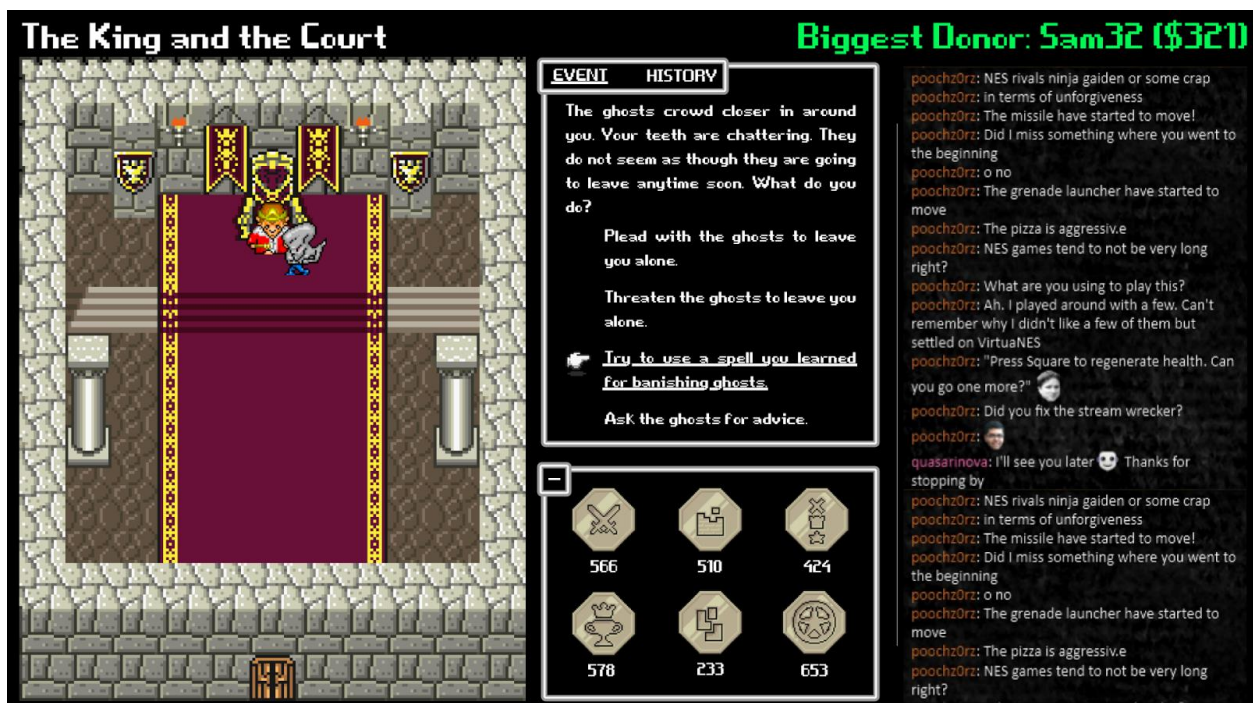 The King and the Court
Biggest Donor: Sam32 ($321)
EVENT HISTORY
The ghosts crowd closer in around
you. Your teeth are chattering. They
do not seem as though they are going
to leave anytime soon. What do you
do?
Plead with the ghosts to leave
you alone.
Threaten the ghosts to leave you
alone.
Try to use a spell you learned
for banishing ghosts.
Ask the ghosts for advice.
–
566 510 424
578 233 653
poochz0rz: NES rivals ninja gaiden or some crap
poochz0rz: in terms of unforgiveness
poochz0rz: The missile have started to move!
poochz0rz: Did I miss something where you went to
the beginning
poochz0rz: o no
poochz0rz: The grenade launcher have started to
move
poochz0rz: The pizza is aggressiv.e
poochz0rz: NES games tend to not be very long
right?
poochz0rz: What are you using to play this?
poochz0rz: Ah. I played around with a few. Can't
remember why I didn't like a few of them but
settled on VirtuaNES
poochz0rz: "Press Square to regenerate health. Can
you go one more?"
poochz0rz: Did you fix the stream wrecker?
poochz0rz:
quasarinova: I'll see you later Thanks for
stopping by
poochz0rz: NES rivals ninja gaiden or some crap
poochz0rz: in terms of unforgiveness
poochz0rz: The missile have started to move!
poochz0rz: Did I miss something where you went to
the beginning
poochz0rz: o no
poochz0rz: The grenade launcher have started to
move
poochz0rz: The pizza is aggressiv.e
poochz0rz: NES games tend to not be very long
right?